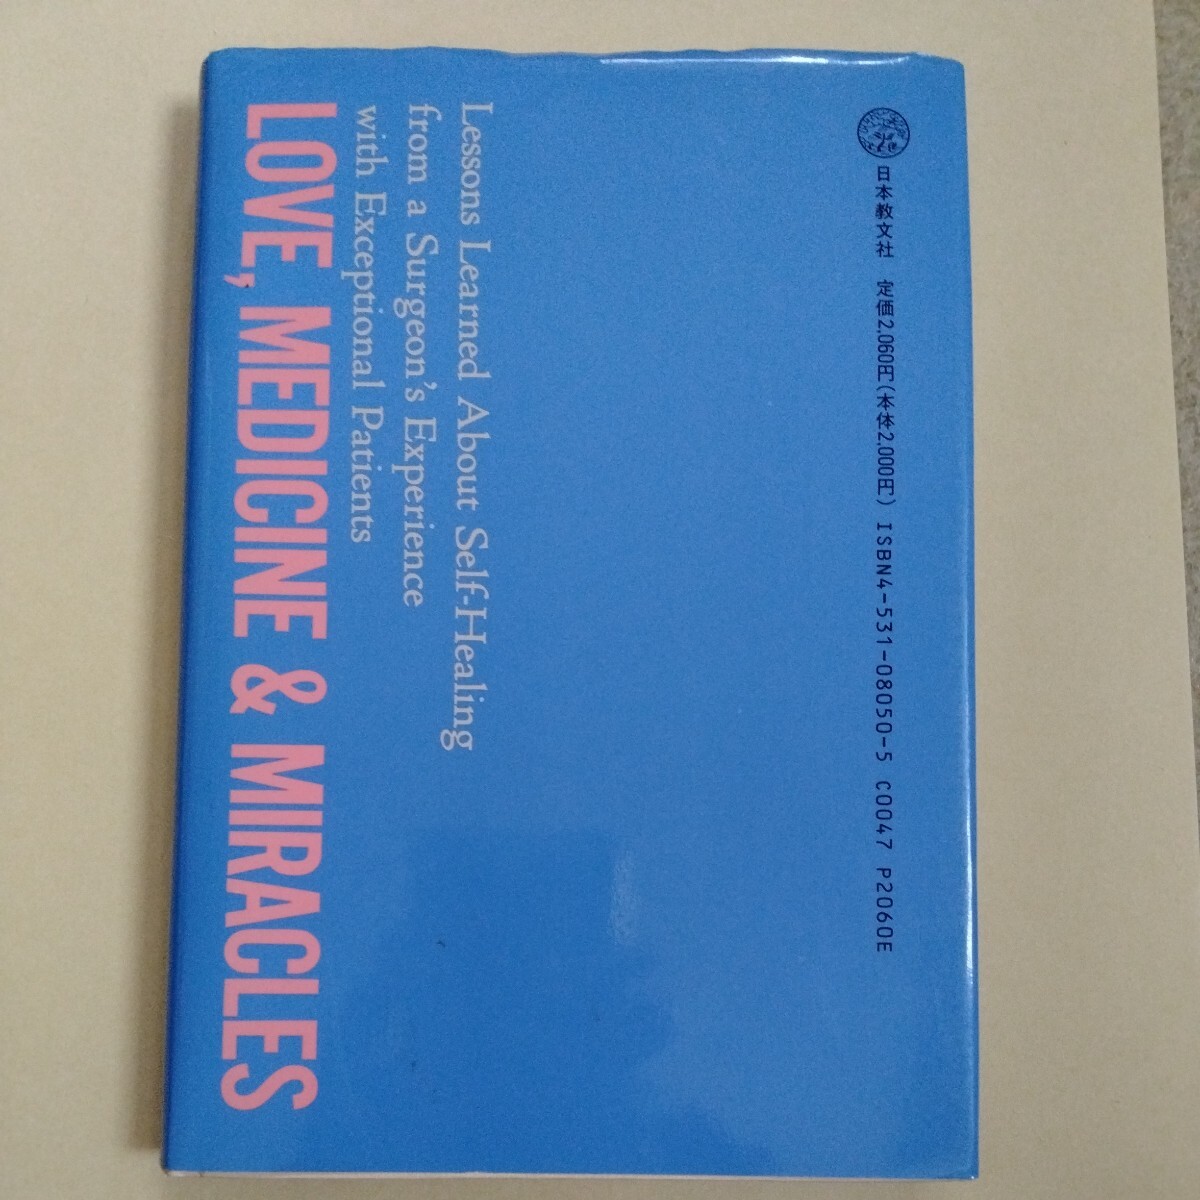 日本教文社 定価2,060円(本体2,000円) ISBN4-531-08050-5 C0047 P2060E
Lessons Learned About Self-Healing
from a Surgeon's Experience
with Exceptional Patients
LOVE, MEDICINE & MIRACLES